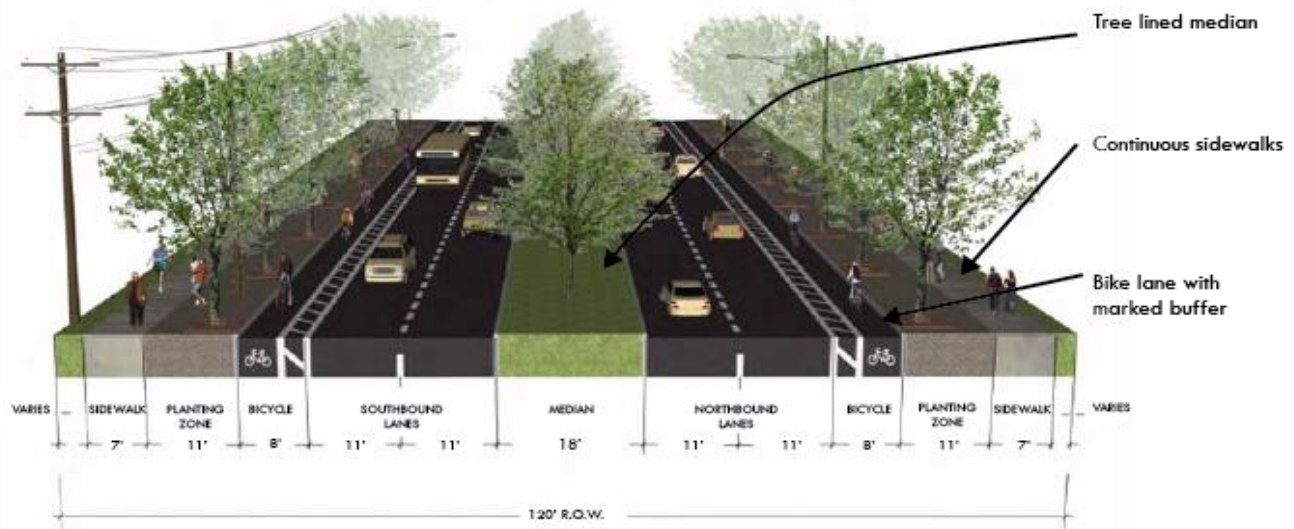 Tree lined median
Continuous sidewalks
Bike lane with
marked buffer
VARIES SIDEWALK PLANTING ZONE BICYCLE SOUTHBOUND LANES MEDIAN NORTHBOUND LANES BICYCLE PLANTING ZONE SIDEWALK VARIES
7' 11' 8' 11' 11' 18' 11' 11' 8' 11' 7'
120' R.O.W.